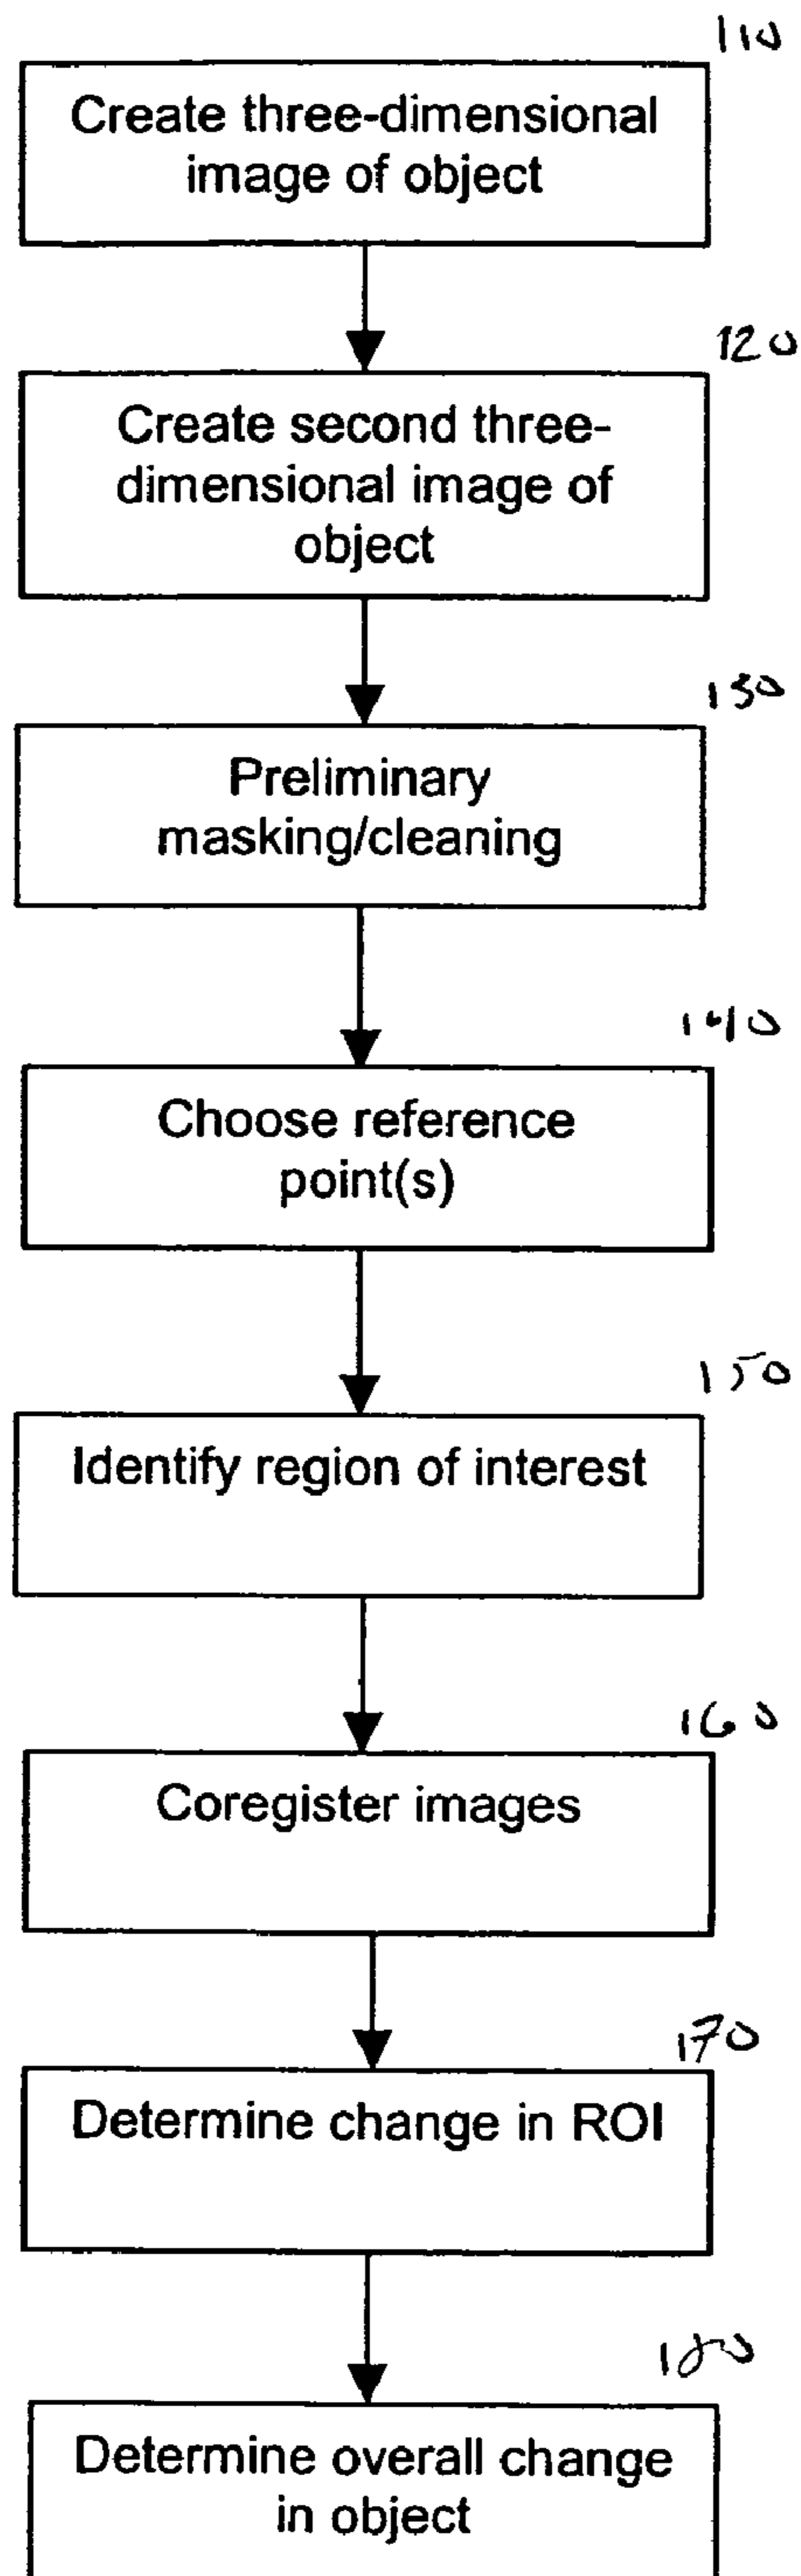 110
Create three-dimensional
image of object
120
Create second three-
dimensional image of
object
130
Preliminary
masking/cleaning
140
Choose reference
point(s)
150
Identify region of interest
160
Coregister images
170
Determine change in ROI
180
Determine overall change
in object